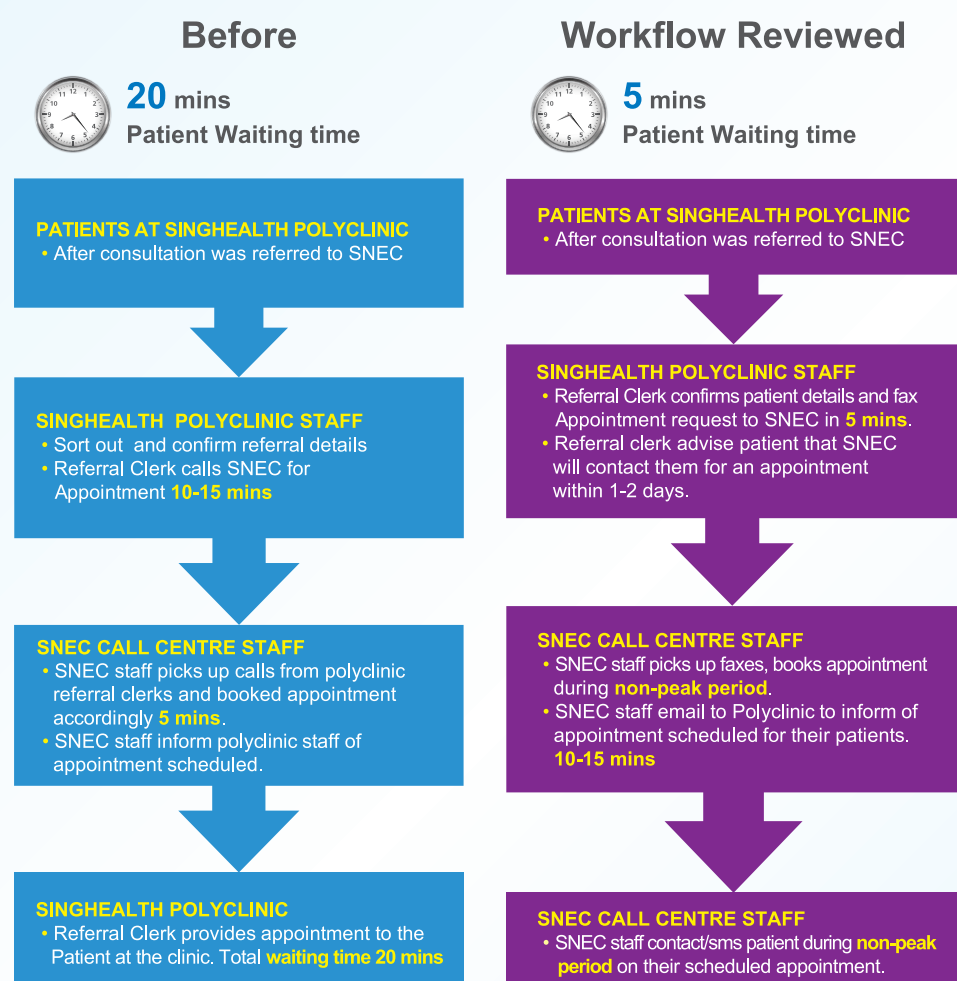 Before
20 mins
Patient Waiting time
PATIENTS AT SINGHEALTH POLYCLINIC
• After consultation was referred to SNEC
SINGHEALTH POLYCLINIC STAFF
• Sort out and confirm referral details
• Referral Clerk calls SNEC for
Appointment 10-15 mins
SNEC CALL CENTRE STAFF
• SNEC staff picks up calls from polyclinic
referral clerks and booked appointment
accordingly 5 mins.
• SNEC staff inform polyclinic staff of
appointment scheduled.
SINGHEALTH POLYCLINIC
• Referral Clerk provides appointment to the
Patient at the clinic. Total waiting time 20 mins
Workflow Reviewed
5 mins
Patient Waiting time
PATIENTS AT SINGHEALTH POLYCLINIC
• After consultation was referred to SNEC
SINGHEALTH POLYCLINIC STAFF
• Referral Clerk confirms patient details and fax
Appointment request to SNEC in 5 mins.
• Referral clerk advise patient that SNEC
will contact them for an appointment
within 1-2 days.
SNEC CALL CENTRE STAFF
• SNEC staff picks up faxes, books appointment
during non-peak period.
• SNEC staff email to Polyclinic to inform of
appointment scheduled for their patients.
10-15 mins
SNEC CALL CENTRE STAFF
• SNEC staff contact/sms patient during non-peak
period on their scheduled appointment.